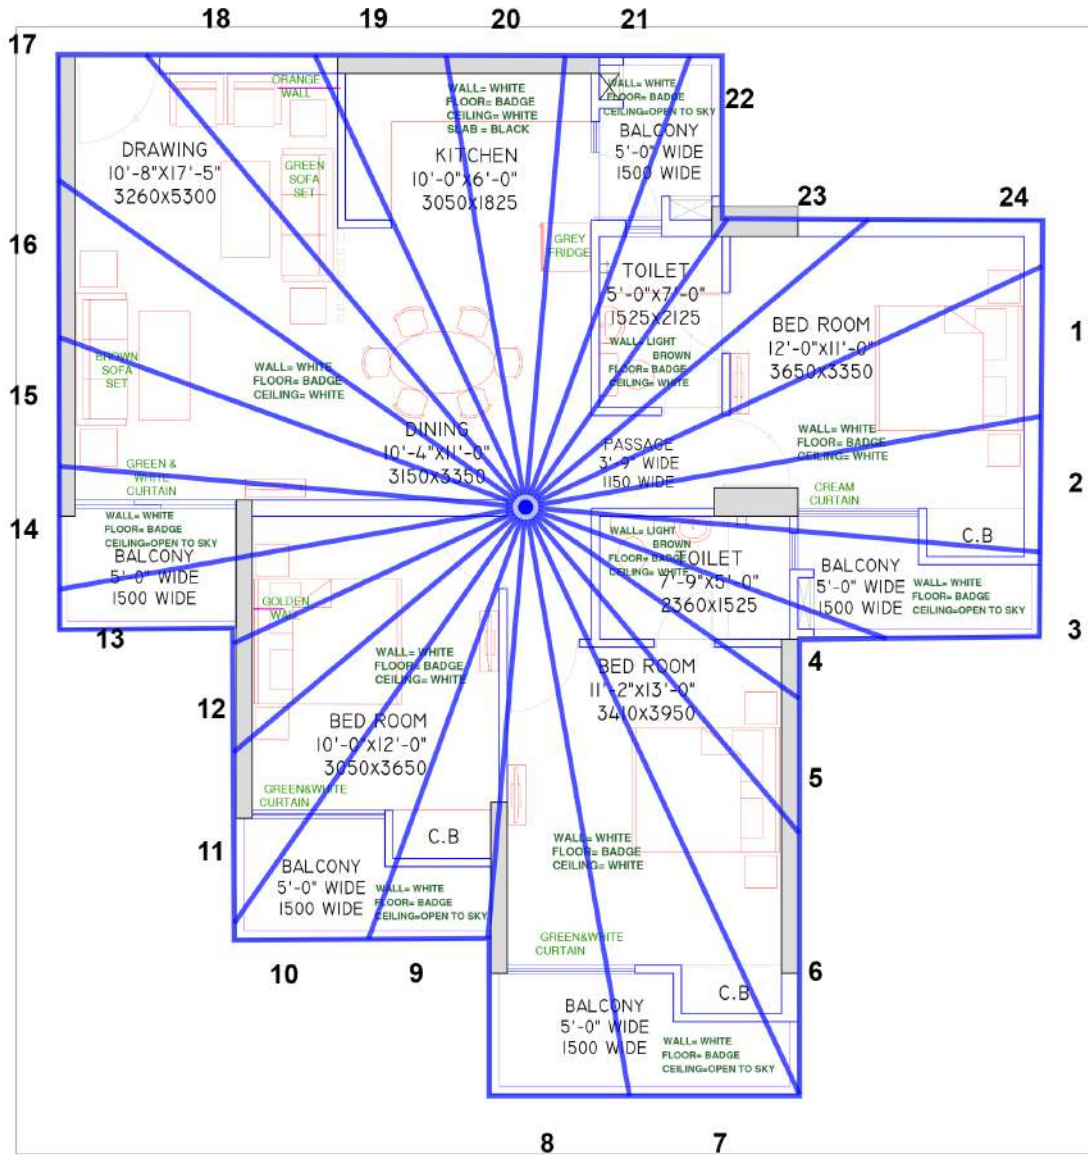 18
19
20
21
17
ORANGE
WALL
WALL= WHITE
FLOOR= BADGE
CEILING= WHITE
SLAB = BLACK
WALL= WHITE
FLOOR= BADGE
CEILING=OPEN TO SKY
22
DRAWING
10'-8"X17'-5"
3260x5300
GREEN
SOFA
SET
KITCHEN
10'-0"X6'-0"
3050X1825
BALCONY
5'-0" WIDE
1500 WIDE
23
24
16
GREY
FRIDGE
TOILET
5'-0"x7'-0"
1525x2125
WALL= LIGHT
BROWN
FLOOR= BADGE
CEILING= WHITE
BED ROOM
12'-0"X11'-0"
3650X3350
1
BROWN
SOFA
SET
WALL= WHITE
FLOOR= BADGE
CEILING= WHITE
15
DINING
10'-4"X11'-0"
3150x3350
PASSAGE
3'-9" WIDE
1150 WIDE
WALL= WHITE
FLOOR= BADGE
CEILING= WHITE
GREEN &
WHITE
CURTAIN
CREAM
CURTAIN
2
14
WALL= WHITE
FLOOR= BADGE
CEILING=OPEN TO SKY
BALCONY
5'-0" WIDE
1500 WIDE
WALL= LIGHT
BROWN
FLOOR= BADGE
CEILING= WHITE
TOILET
7'-9"X5'-0"
2360x1525
C.B
BALCONY
5'-0" WIDE
1500 WIDE
WALL= WHITE
FLOOR= BADGE
CEILING=OPEN TO SKY
GOLDEN
WALL
13
3
WALL= WHITE
FLOOR= BADGE
CEILING= WHITE
BED ROOM
11'-2"X13'-0"
3410X3950
4
12
BED ROOM
10'-0"X12'-0"
3050X3650
5
GREEN&WHITE
CURTAIN
C.B
WALL= WHITE
FLOOR= BADGE
CEILING= WHITE
11
BALCONY
5'-0" WIDE
1500 WIDE
WALL= WHITE
FLOOR= BADGE
CEILING=OPEN TO SKY
GREEN&WHITE
CURTAIN
10
9
6
C.B
BALCONY
5'-0" WIDE
1500 WIDE
WALL= WHITE
FLOOR= BADGE
CEILING=OPEN TO SKY
8
7